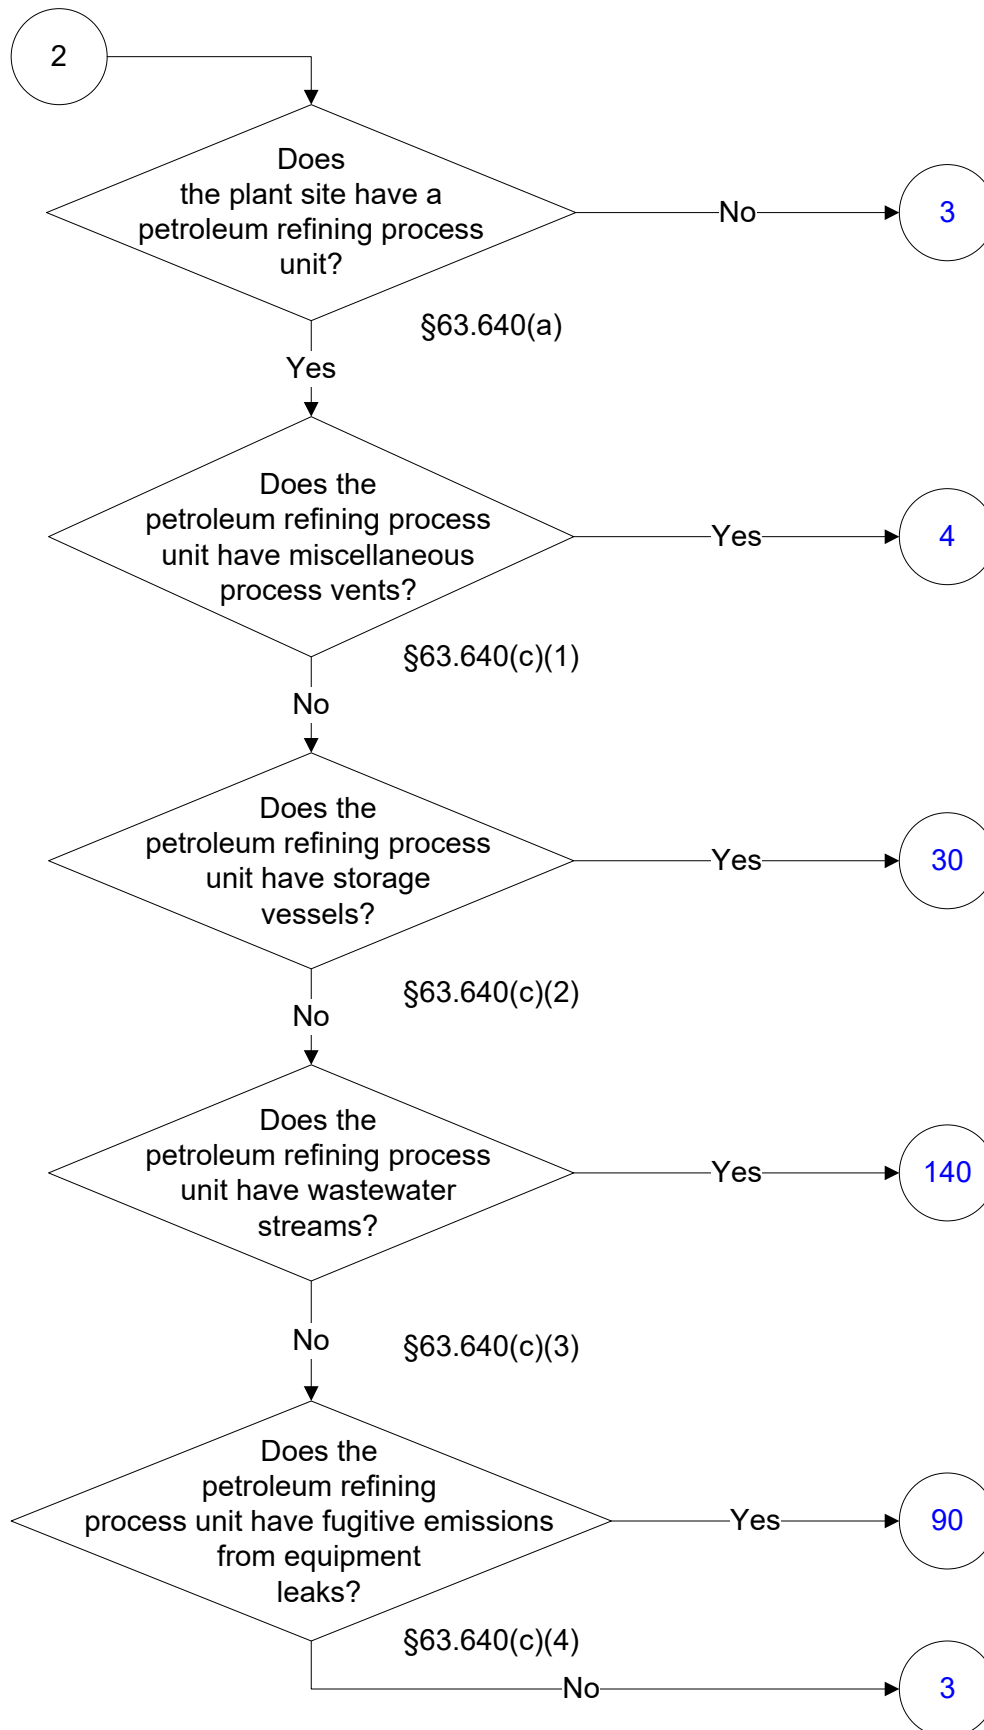 2
Does
the plant site have a
petroleum refining process
unit?
No
3
§63.640(a)
Yes
Does the
petroleum refining process
unit have miscellaneous
process vents?
Yes
4
§63.640(c)(1)
No
Does the
petroleum refining process
unit have storage
vessels?
Yes
30
§63.640(c)(2)
No
Does the
petroleum refining process
unit have wastewater
streams?
Yes
140
No
§63.640(c)(3)
Does the
petroleum refining
process unit have fugitive emissions
from equipment
leaks?
Yes
90
§63.640(c)(4)
No
3